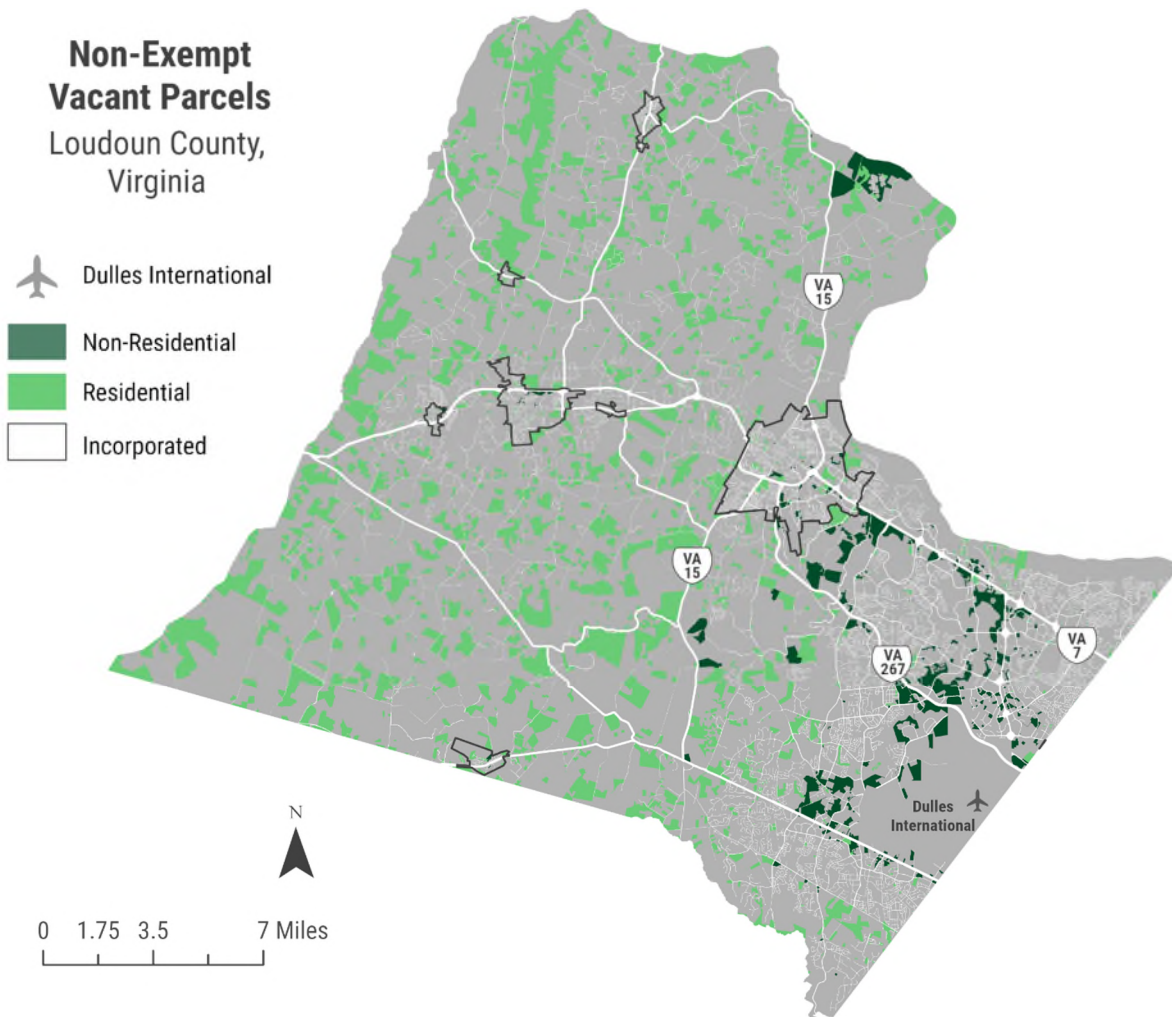 Non-Exempt
Vacant Parcels
Loudoun County,
Virginia
Dulles International
Non-Residential
Residential
Incorporated
VA
15
VA
15
VA
7
VA
267
Dulles
International
N
0 1.75 3.5 7 Miles